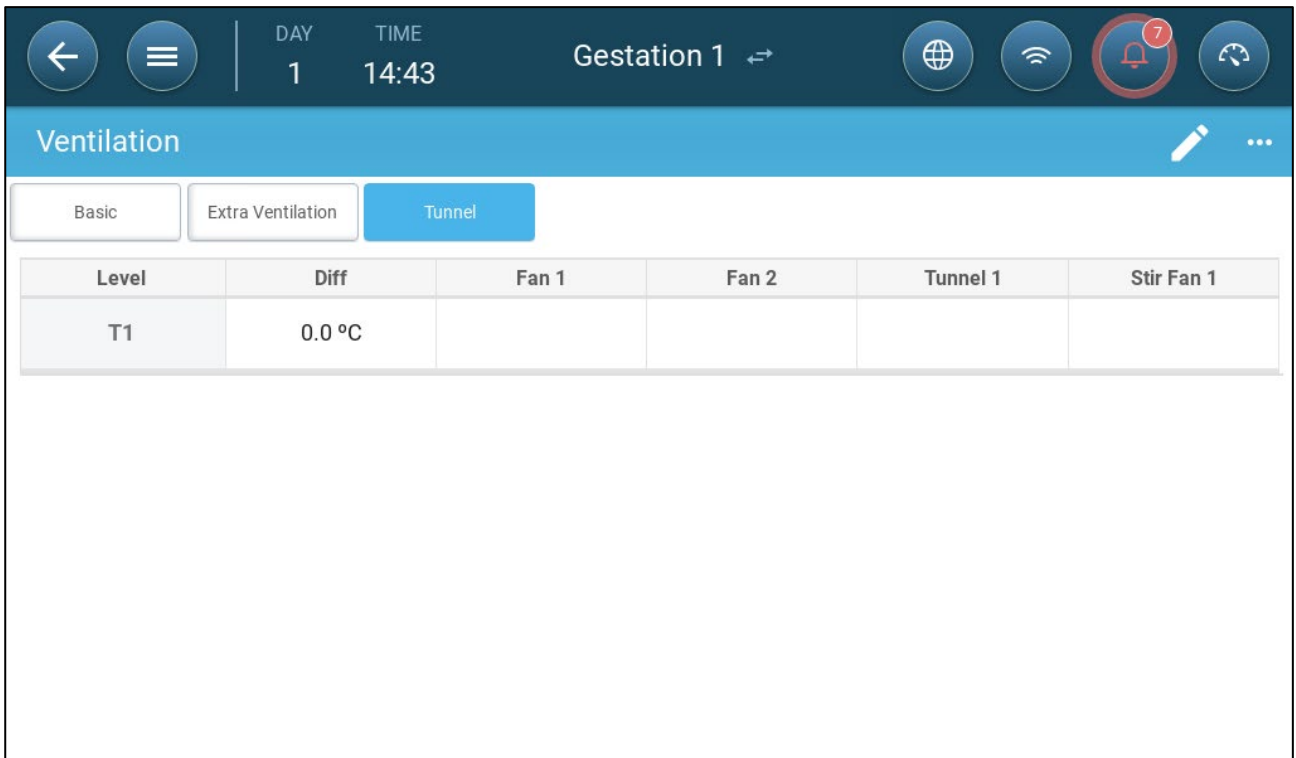 DAY TIME
1 14:43
Gestation 1
7
Ventilation
Basic Extra Ventilation Tunnel
Level Diff Fan 1 Fan 2 Tunnel 1 Stir Fan 1
T1 0.0 ºC